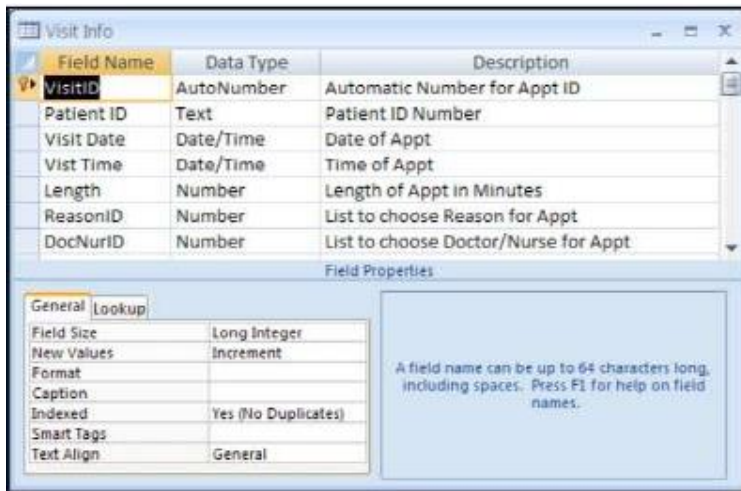 Visit Info
Field Name Data Type Description
VisitID AutoNumber Automatic Number for Appt ID
Patient ID Text Patient ID Number
Visit Date Date/Time Date of Appt
Vist Time Date/Time Time of Appt
Length Number Length of Appt in Minutes
ReasonID Number List to choose Reason for Appt
DocNurID Number List to choose Doctor/Nurse for Appt
Field Properties
General Lookup
Field Size Long Integer
New Values Increment
Format
Caption
Indexed Yes (No Duplicates)
Smart Tags
Text Align General
A field name can be up to 64 characters long,
including spaces. Press F1 for help on field
names.